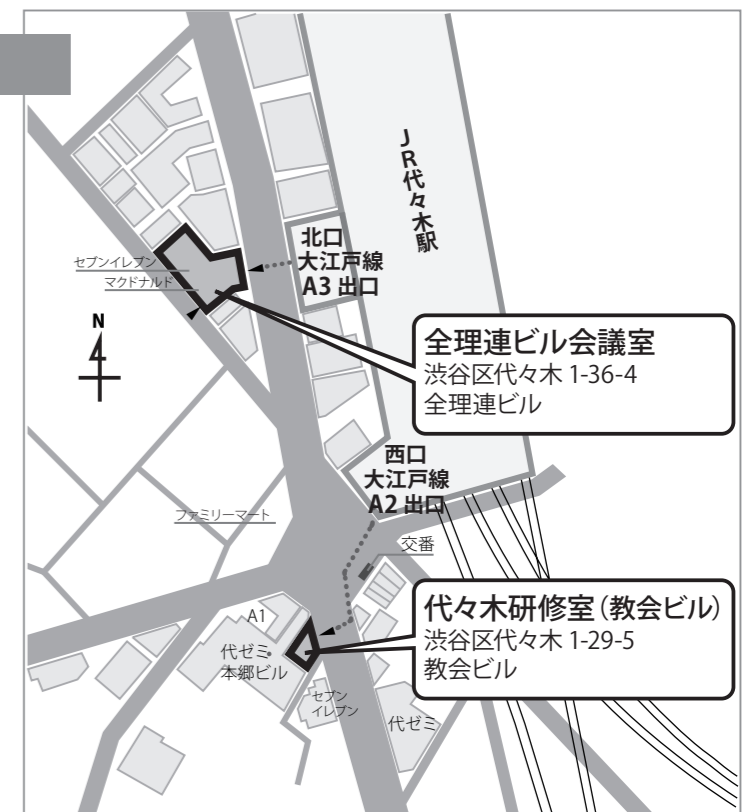 JR代々木駅
北口
大江戸線
A3 出口
セブンイレブン
マクドナルド
N
全理連ビル会議室
渋谷区代々木 1-36-4
全理連ビル
西口
大江戸線
A2 出口
ファミリーマート
交番
代々木研修室（教会ビル）
渋谷区代々木 1-29-5
教会ビル
A1
代ゼミ
本郷ビル
セブン
イレブン
代ゼミ